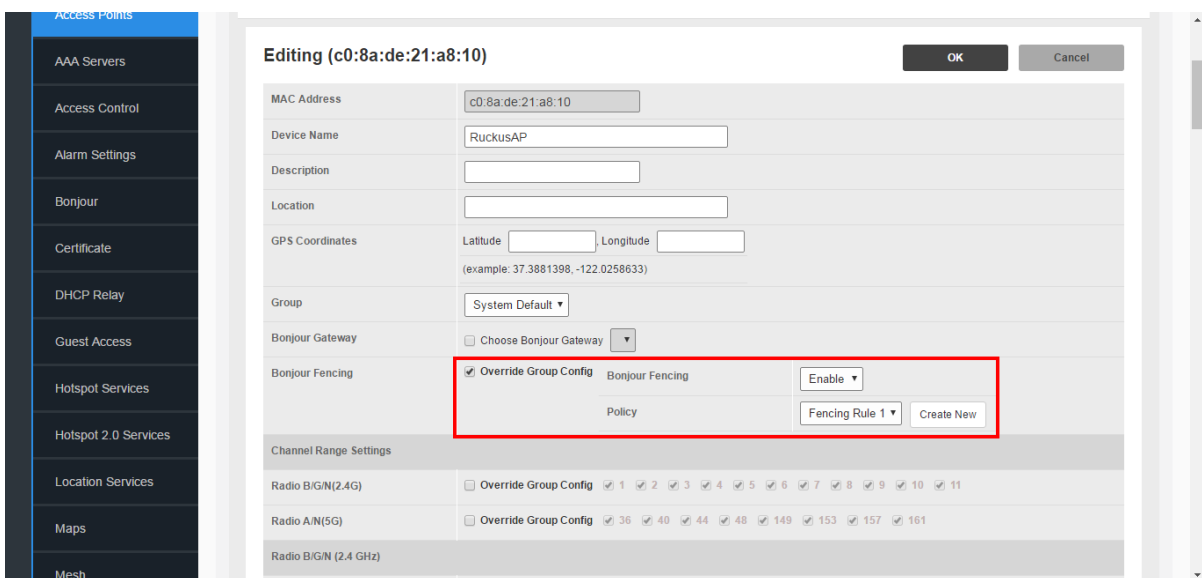 Access Points
AAA Servers
Access Control
Alarm Settings
Bonjour
Certificate
DHCP Relay
Guest Access
Hotspot Services
Hotspot 2.0 Services
Location Services
Maps
Mesh
Editing (c0:8a:de:21:a8:10)
OK Cancel
MAC Address c0:8a:de:21:a8:10
Device Name RuckusAP
Description
Location
GPS Coordinates Latitude , Longitude
(example: 37.3881398, -122.0258633)
Group System Default
Bonjour Gateway Choose Bonjour Gateway
Bonjour Fencing Override Group Config Bonjour Fencing Enable
Policy Fencing Rule 1 Create New
Channel Range Settings
Radio B/G/N(2.4G) Override Group Config 1 2 3 4 5 6 7 8 9 10 11
Radio A/N(5G) Override Group Config 36 40 44 48 149 153 157 161
Radio B/G/N (2.4 GHz)